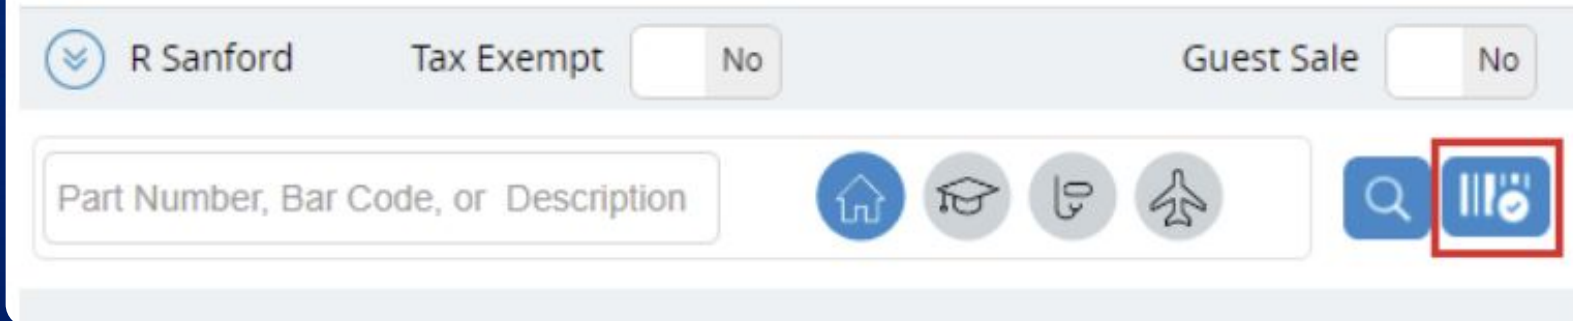 R Sanford Tax Exempt No Guest Sale No
Part Number, Bar Code, or Description